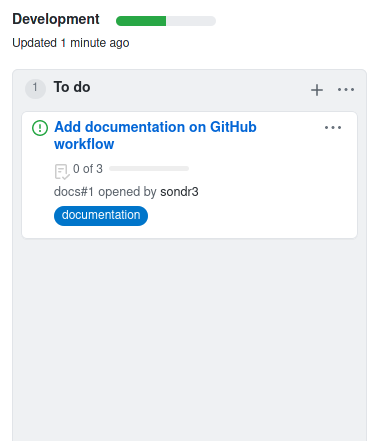 Development
Updated 1 minute ago
1 To do
Add documentation on GitHub
workflow
0 of 3
docs#1 opened by sondr3
documentation